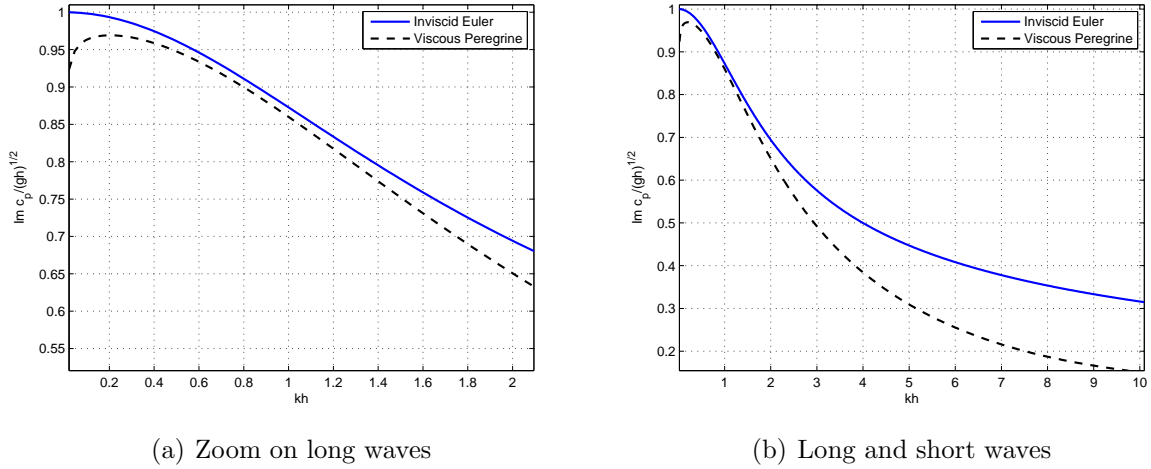 Inviscid Euler
Viscous Peregrine
1
0.95
0.9
0.85
0.8
0.75
0.7
0.65
0.6
0.55
Im c_p/(gh)^{1/2}
0.2 0.4 0.6 0.8 1 1.2 1.4 1.6 1.8 2
kh
(a) Zoom on long waves
Inviscid Euler
Viscous Peregrine
1
0.9
0.8
0.7
0.6
0.5
0.4
0.3
0.2
Im c_p/(gh)^{1/2}
1 2 3 4 5 6 7 8 9 10
kh
(b) Long and short waves